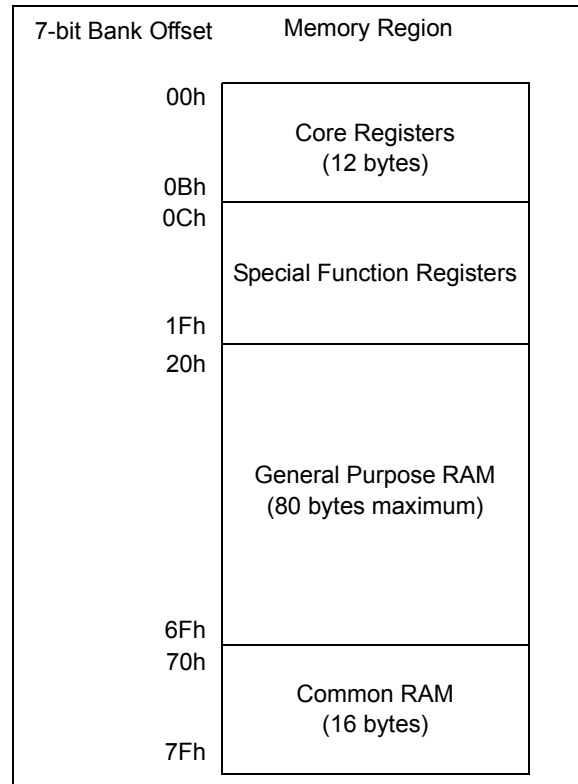 7-bit Bank Offset Memory Region
00h
Core Registers
(12 bytes)
0Bh
0Ch
Special Function Registers
1Fh
20h
General Purpose RAM
(80 bytes maximum)
6Fh
70h
Common RAM
(16 bytes)
7Fh